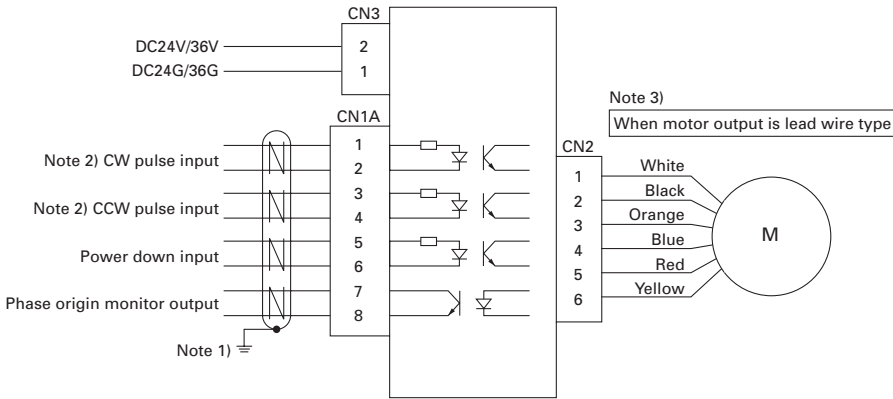 CN3
DC24V/36V
2
DC24G/36G
1
Note 3)
When motor output is lead wire type
CN1A
CN2
Note 2) CW pulse input
1
2
Note 2) CCW pulse input
3
4
Power down input
5
6
Phase origin monitor output
7
8
Note 1)
1
White
2
Black
3
Orange
4
Blue
5
Red
6
Yellow
M